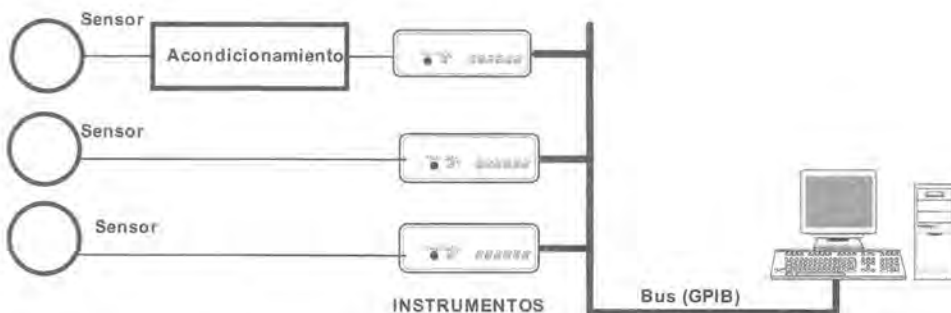 Sensor
Acondicionamiento
Sensor
Sensor
INSTRUMENTOS
Bus (GPIB)